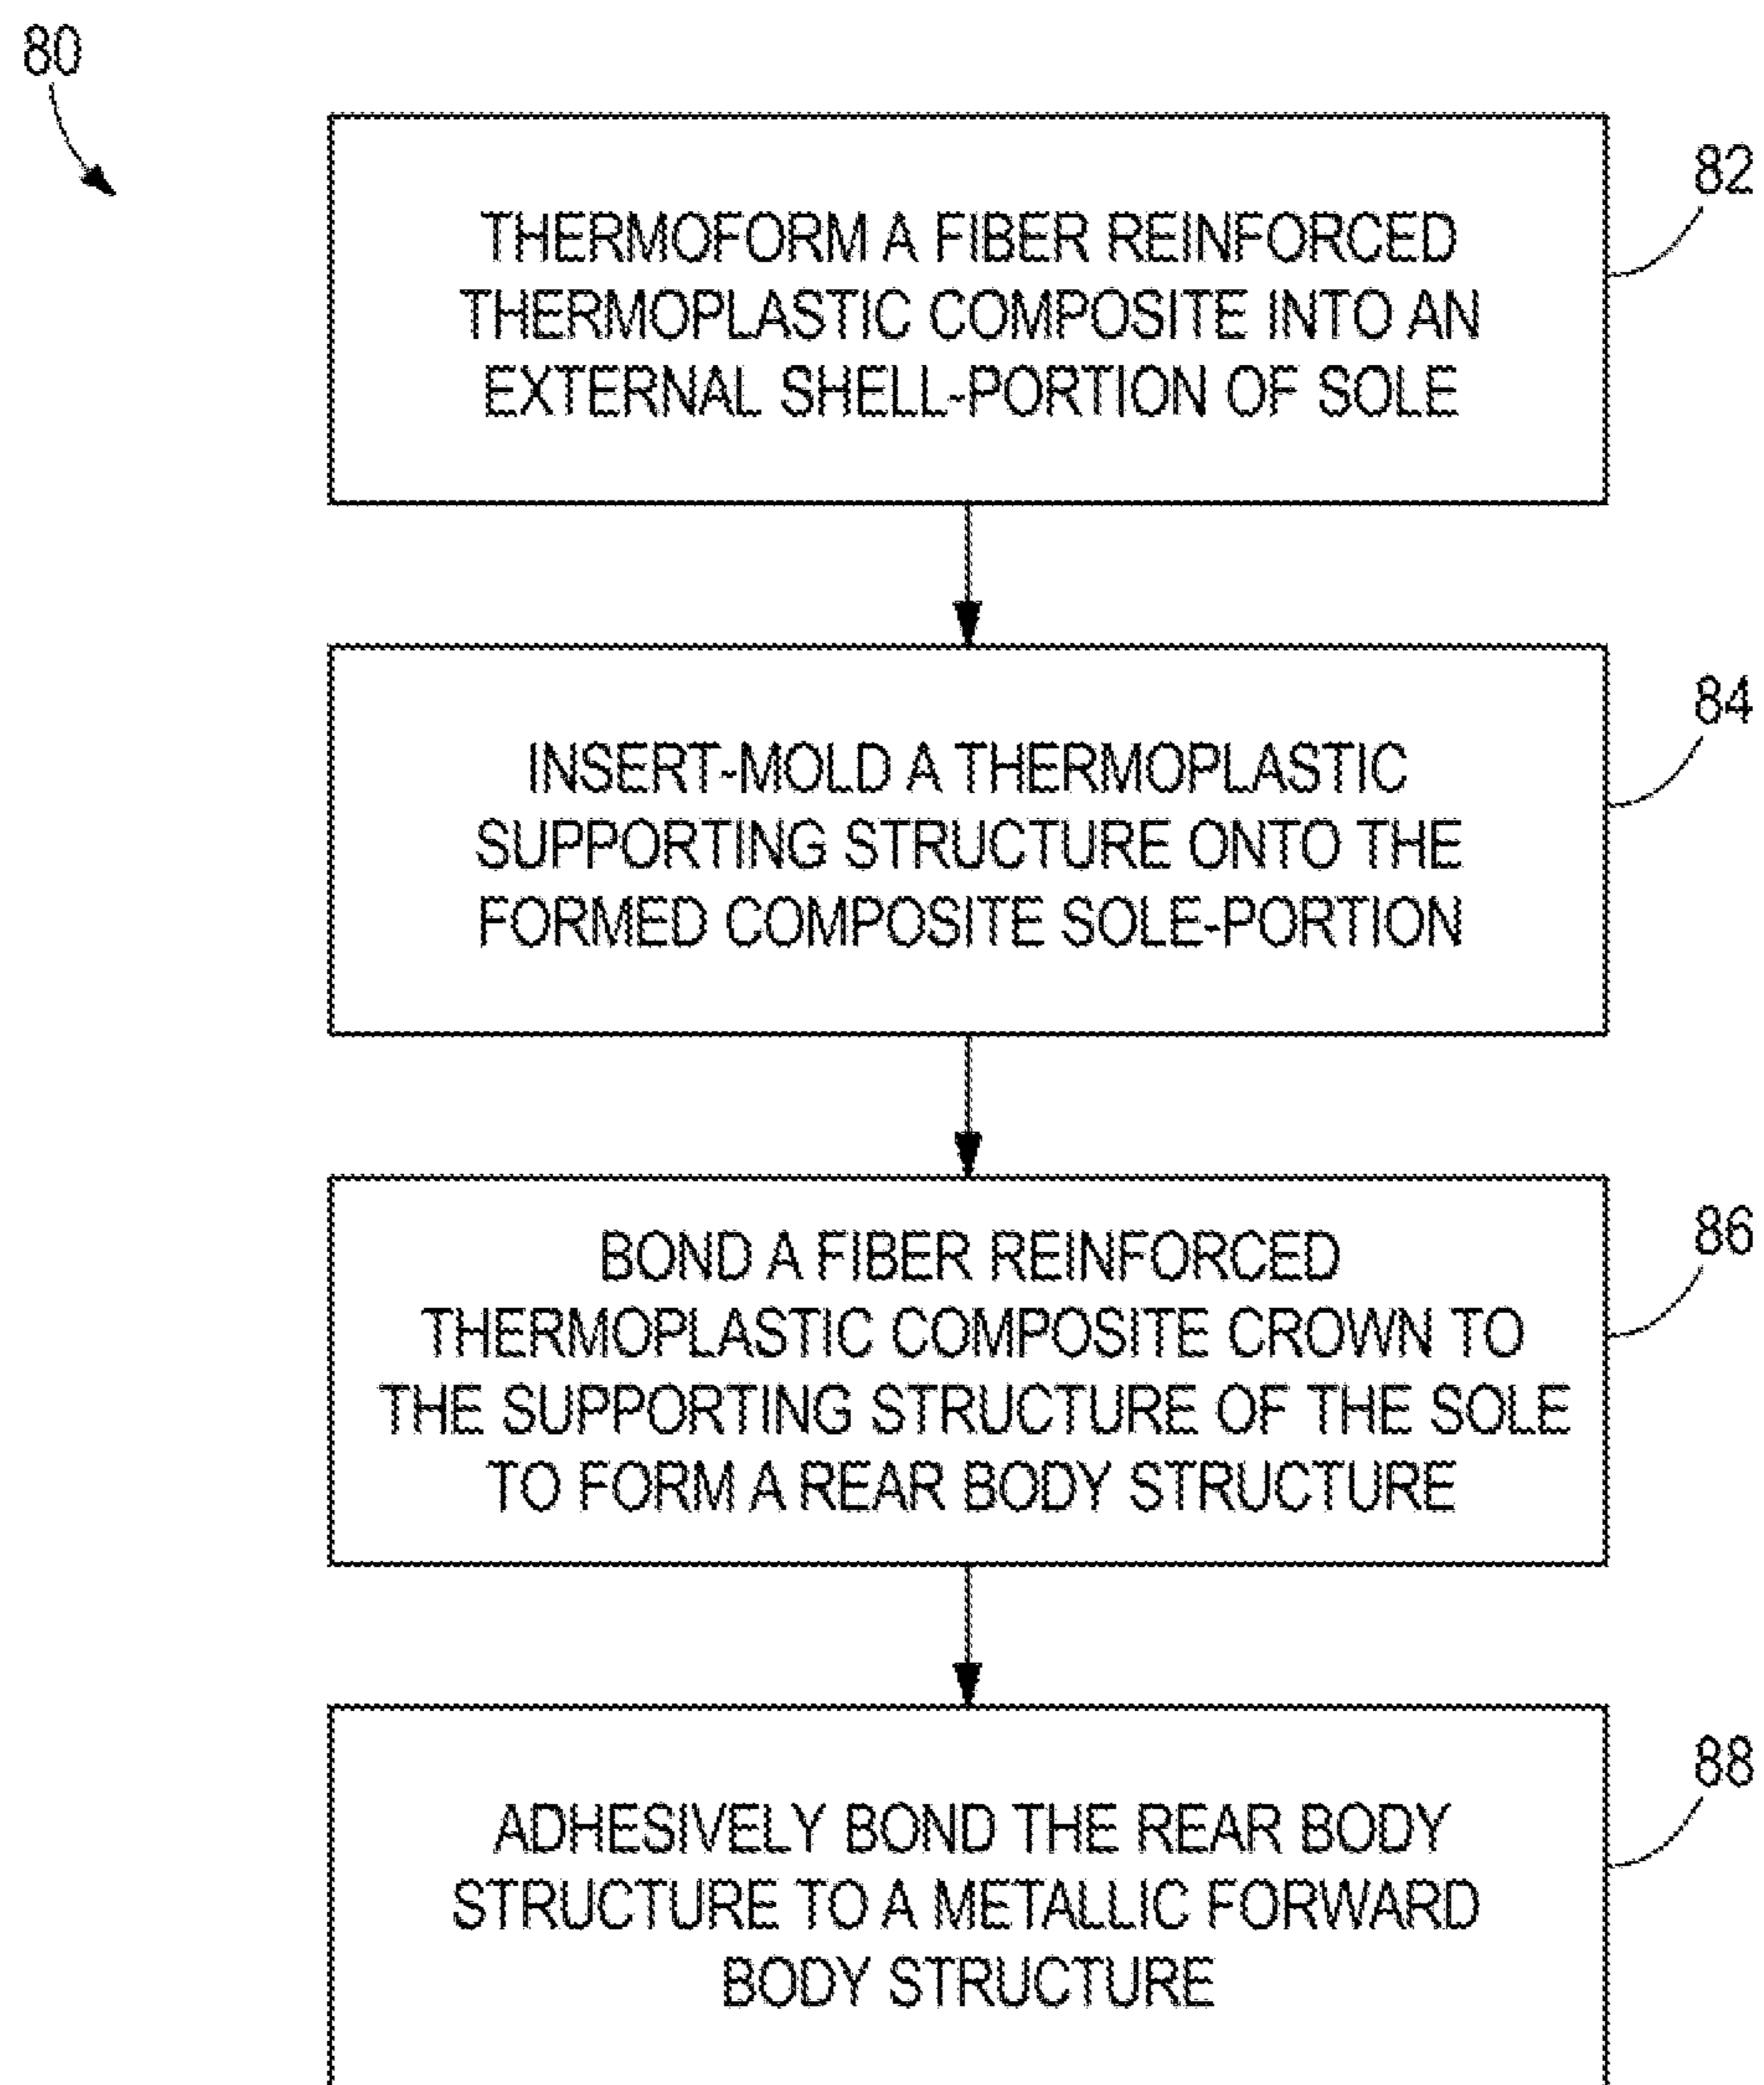 80
82
THERMOFORM A FIBER REINFORCED
THERMOPLASTIC COMPOSITE INTO AN
EXTERNAL SHELL-PORTION OF SOLE
84
INSERT-MOLD A THERMOPLASTIC
SUPPORTING STRUCTURE ONTO THE
FORMED COMPOSITE SOLE-PORTION
86
BOND A FIBER REINFORCED
THERMOPLASTIC COMPOSITE CROWN TO
THE SUPPORTING STRUCTURE OF THE SOLE
TO FORM A REAR BODY STRUCTURE
88
ADHESIVELY BOND THE REAR BODY
STRUCTURE TO A METALLIC FORWARD
BODY STRUCTURE